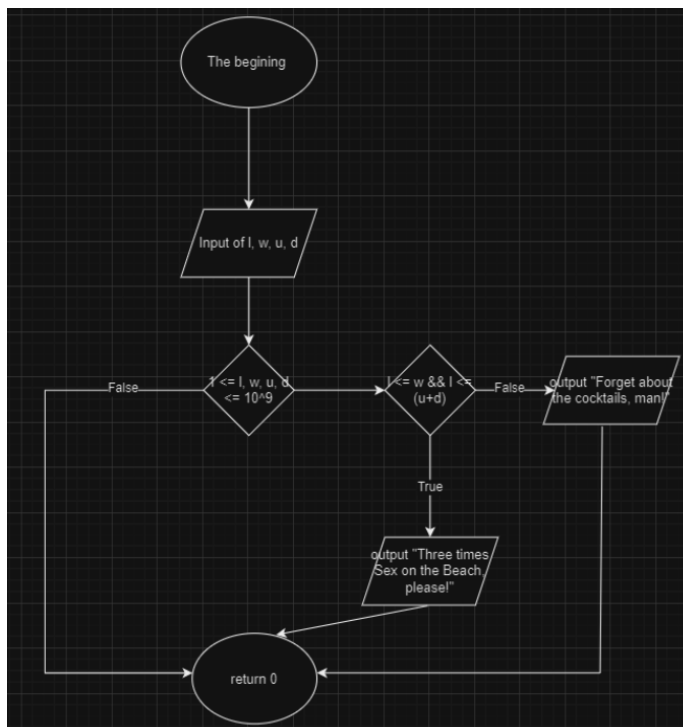 The begining
Input of l, w, u, d
1 <= l, w, u, d
<= 10^9
False
l <= w && l <=
(u+d)
False
output "Forget about
the cocktails, man!"
True
output "Three times
Sex on the Beach,
please!"
return 0